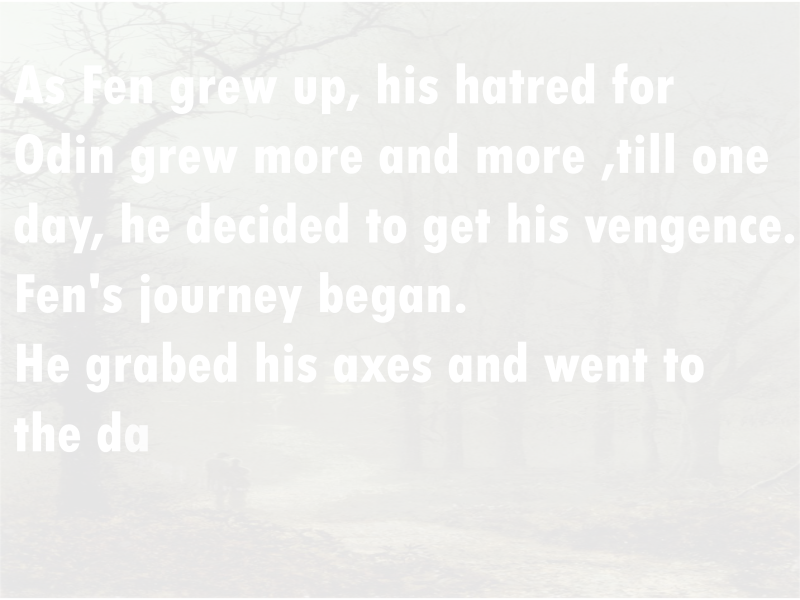 As Fen grew up, his hatred for
Odin grew more and more ,till one
day, he decided to get his vengence.
Fen's journey began.
He grabed his axes and went to
the da